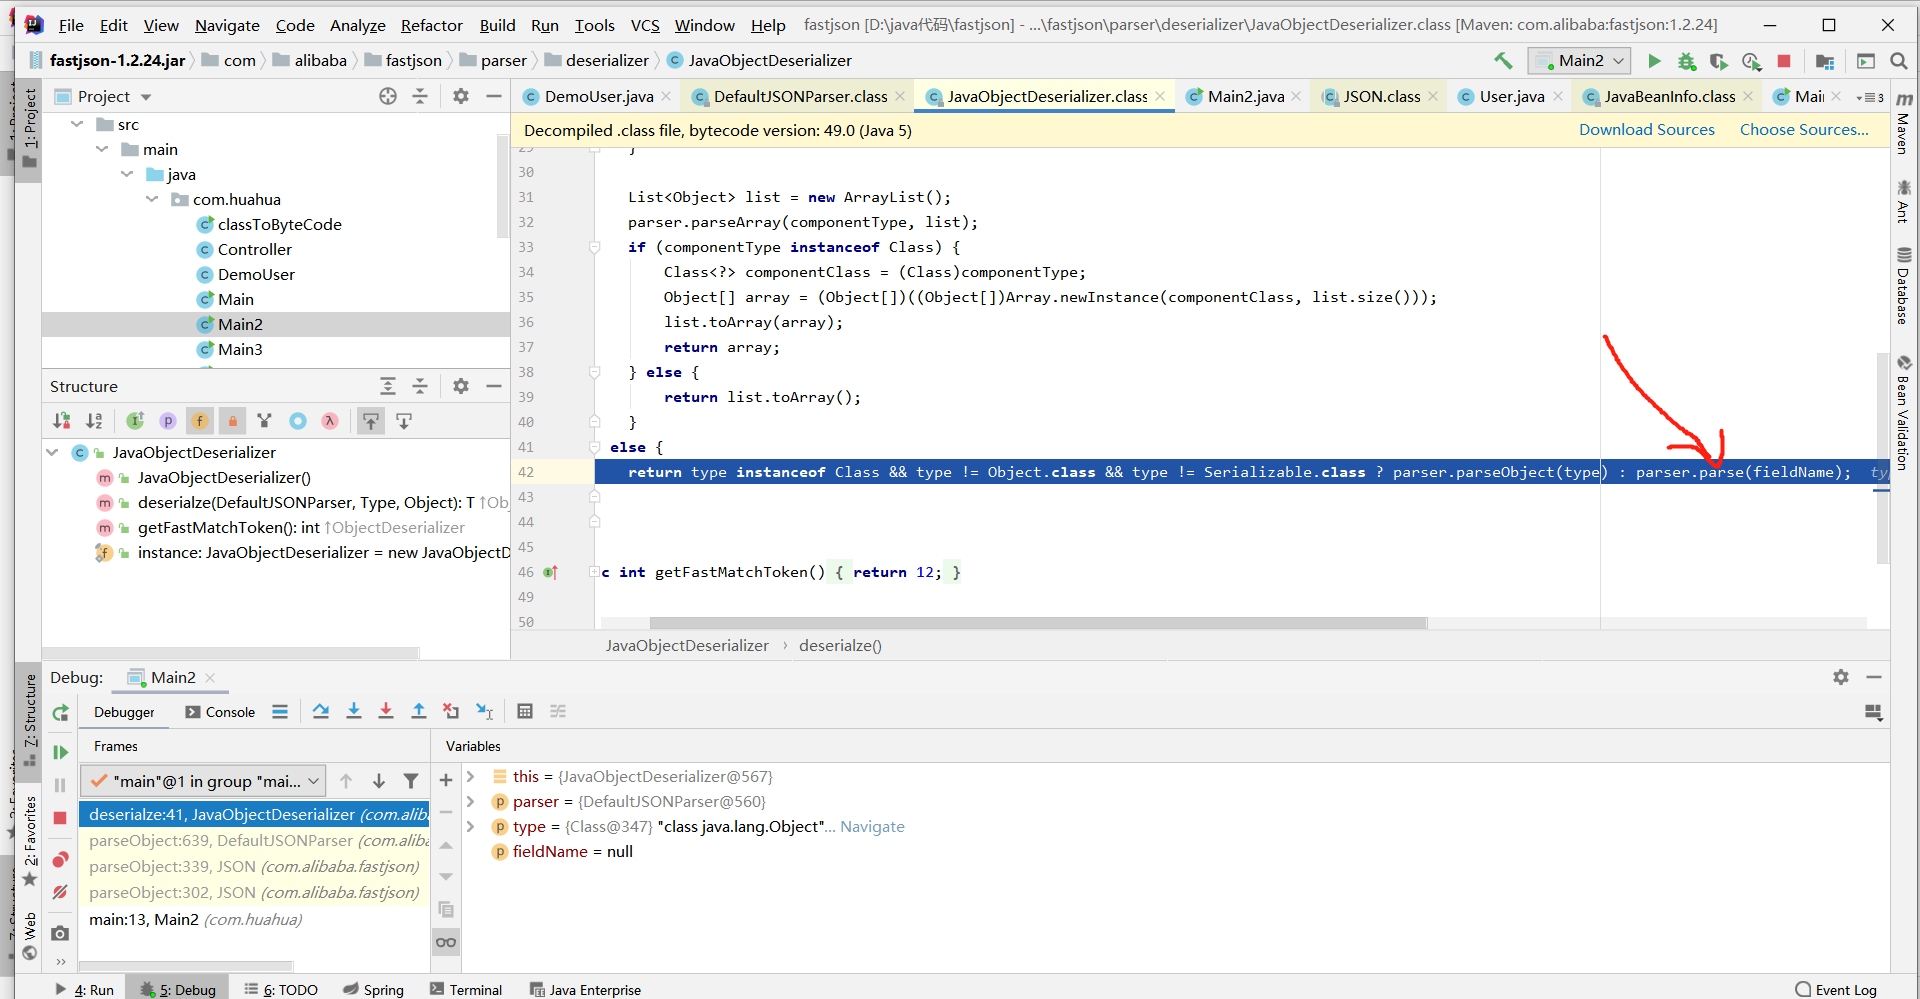 File Edit View Navigate Code Analyze Refactor Build Run Tools VCS Window Help fastjson [D:\java代码\fastjson] - ...\fastjson\parser\deserializer\JavaObjectDeserializer.class [Maven: com.alibaba:fastjson:1.2.24]
fastjson-1.2.24.jar com alibaba fastjson parser deserializer JavaObjectDeserializer Main2
Project
DemoUser.java DefaultJSONParser.class JavaObjectDeserializer.class Main2.java JSON.class User.java JavaBeanInfo.class Mai 3
Decompiled .class file, bytecode version: 49.0 (Java 5) Download Sources Choose Sources...
1: Project
src
main
java
com.huahua
classToByteCode
Controller
DemoUser
Main
Main2
Main3
Structure
JavaObjectDeserializer
JavaObjectDeserializer()
deserialze(DefaultJSONParser, Type, Object): T ↑Ob
getFastMatchToken(): int ↑ObjectDeserializer
instance: JavaObjectDeserializer = new JavaObjectD
29 }
30
31 List<Object> list = new ArrayList();
32 parser.parseArray(componentType, list);
33 if (componentType instanceof Class) {
34 Class<?> componentClass = (Class)componentType;
35 Object[] array = (Object[])((Object[])Array.newInstance(componentClass, list.size()));
36 list.toArray(array);
37 return array;
38 } else {
39 return list.toArray();
40 }
41 else {
42 return type instanceof Class && type != Object.class && type != Serializable.class ? parser.parseObject(type) : parser.parse(fieldName); ty
43
44
45
46 c int getFastMatchToken() { return 12; }
49
50
JavaObjectDeserializer › deserialze()
Maven
Ant
Database
Bean Validation
7: Structure
2: Favorites
Web
Debug: Main2
Debugger Console
Frames Variables
"main"@1 in group "mai...
deserialze:41, JavaObjectDeserializer (com.alib
parseObject:639, DefaultJSONParser (com.aliba
parseObject:339, JSON (com.alibaba.fastjson)
parseObject:302, JSON (com.alibaba.fastjson)
main:13, Main2 (com.huahua)
this = {JavaObjectDeserializer@567}
parser = {DefaultJSONParser@560}
type = {Class@347} "class java.lang.Object"... Navigate
fieldName = null
4: Run 5: Debug 6: TODO Spring Terminal Java Enterprise Event Log